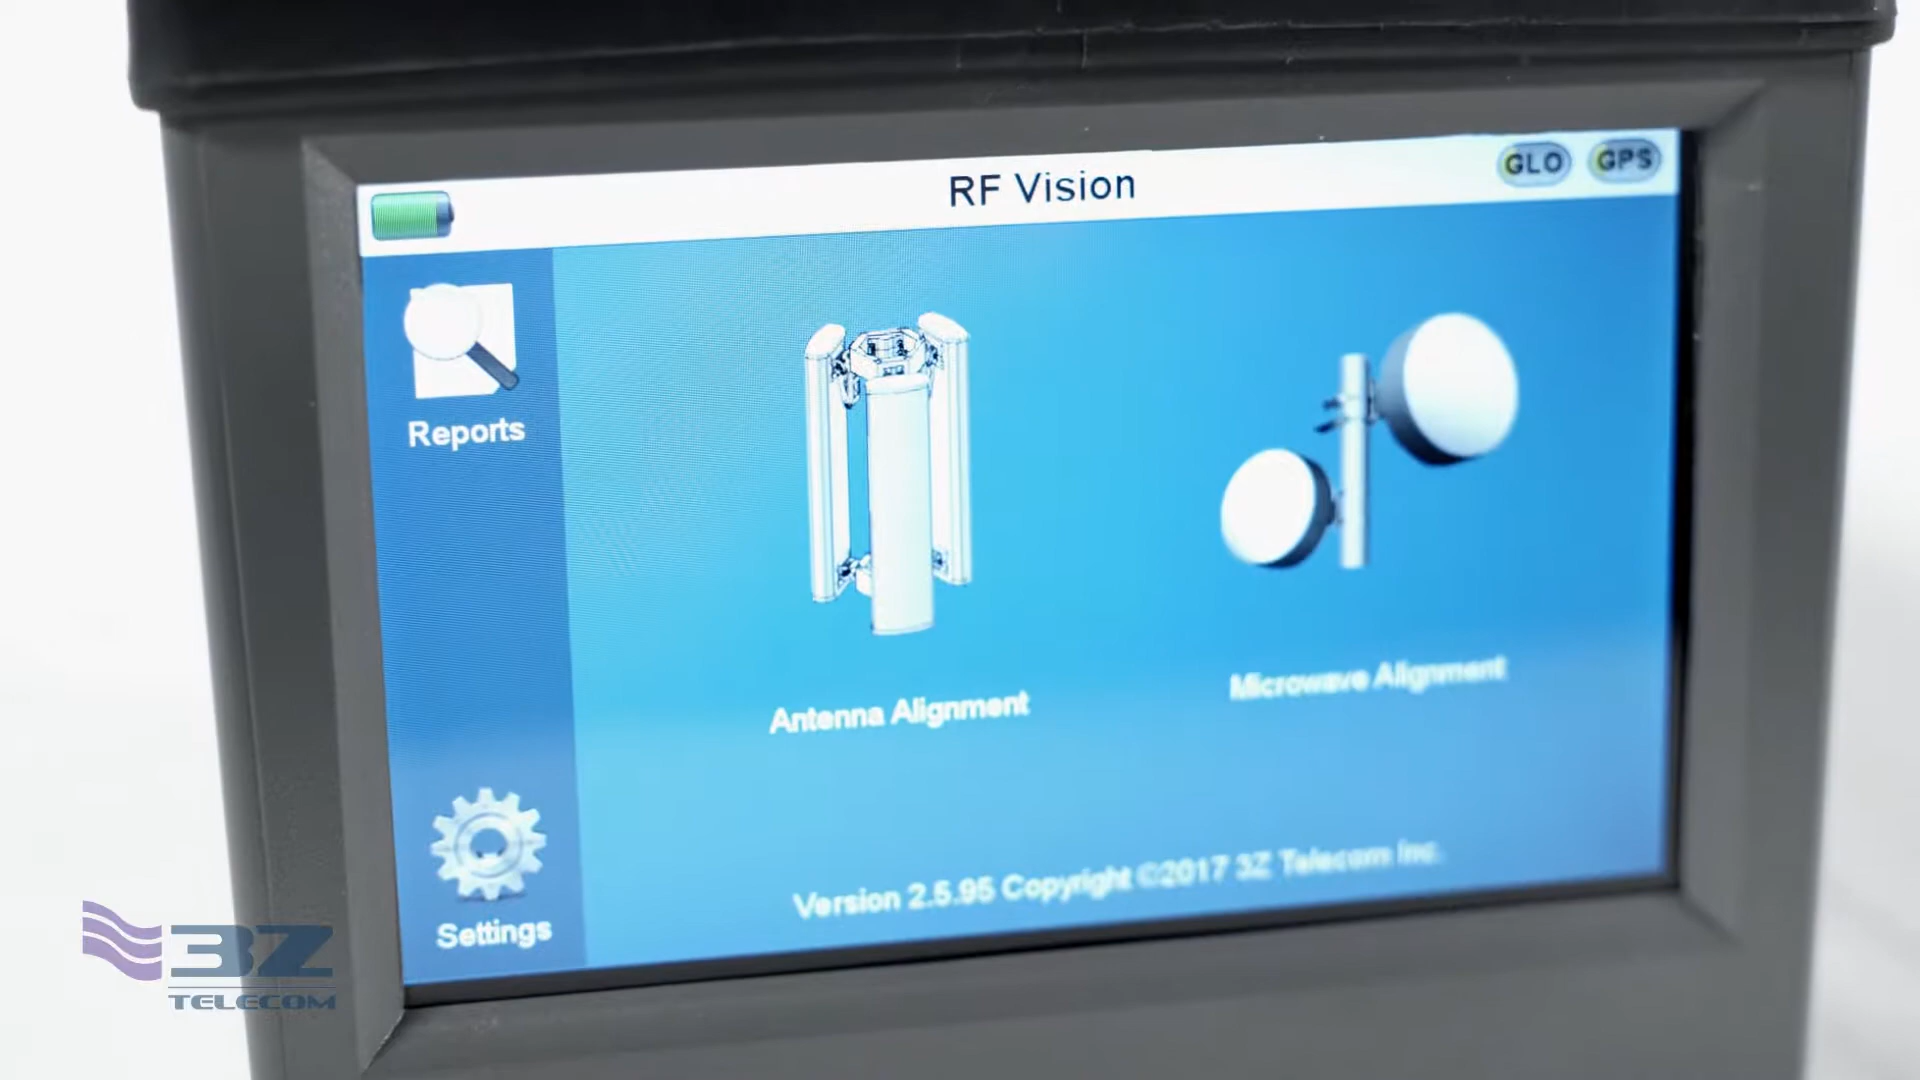 RF Vision
GLO
GPS
Reports
Antenna Alignment
Microwave Alignment
Settings
Version 2.5.95 Copyright ©2017 3Z Telecom Inc.
3Z
TELECOM